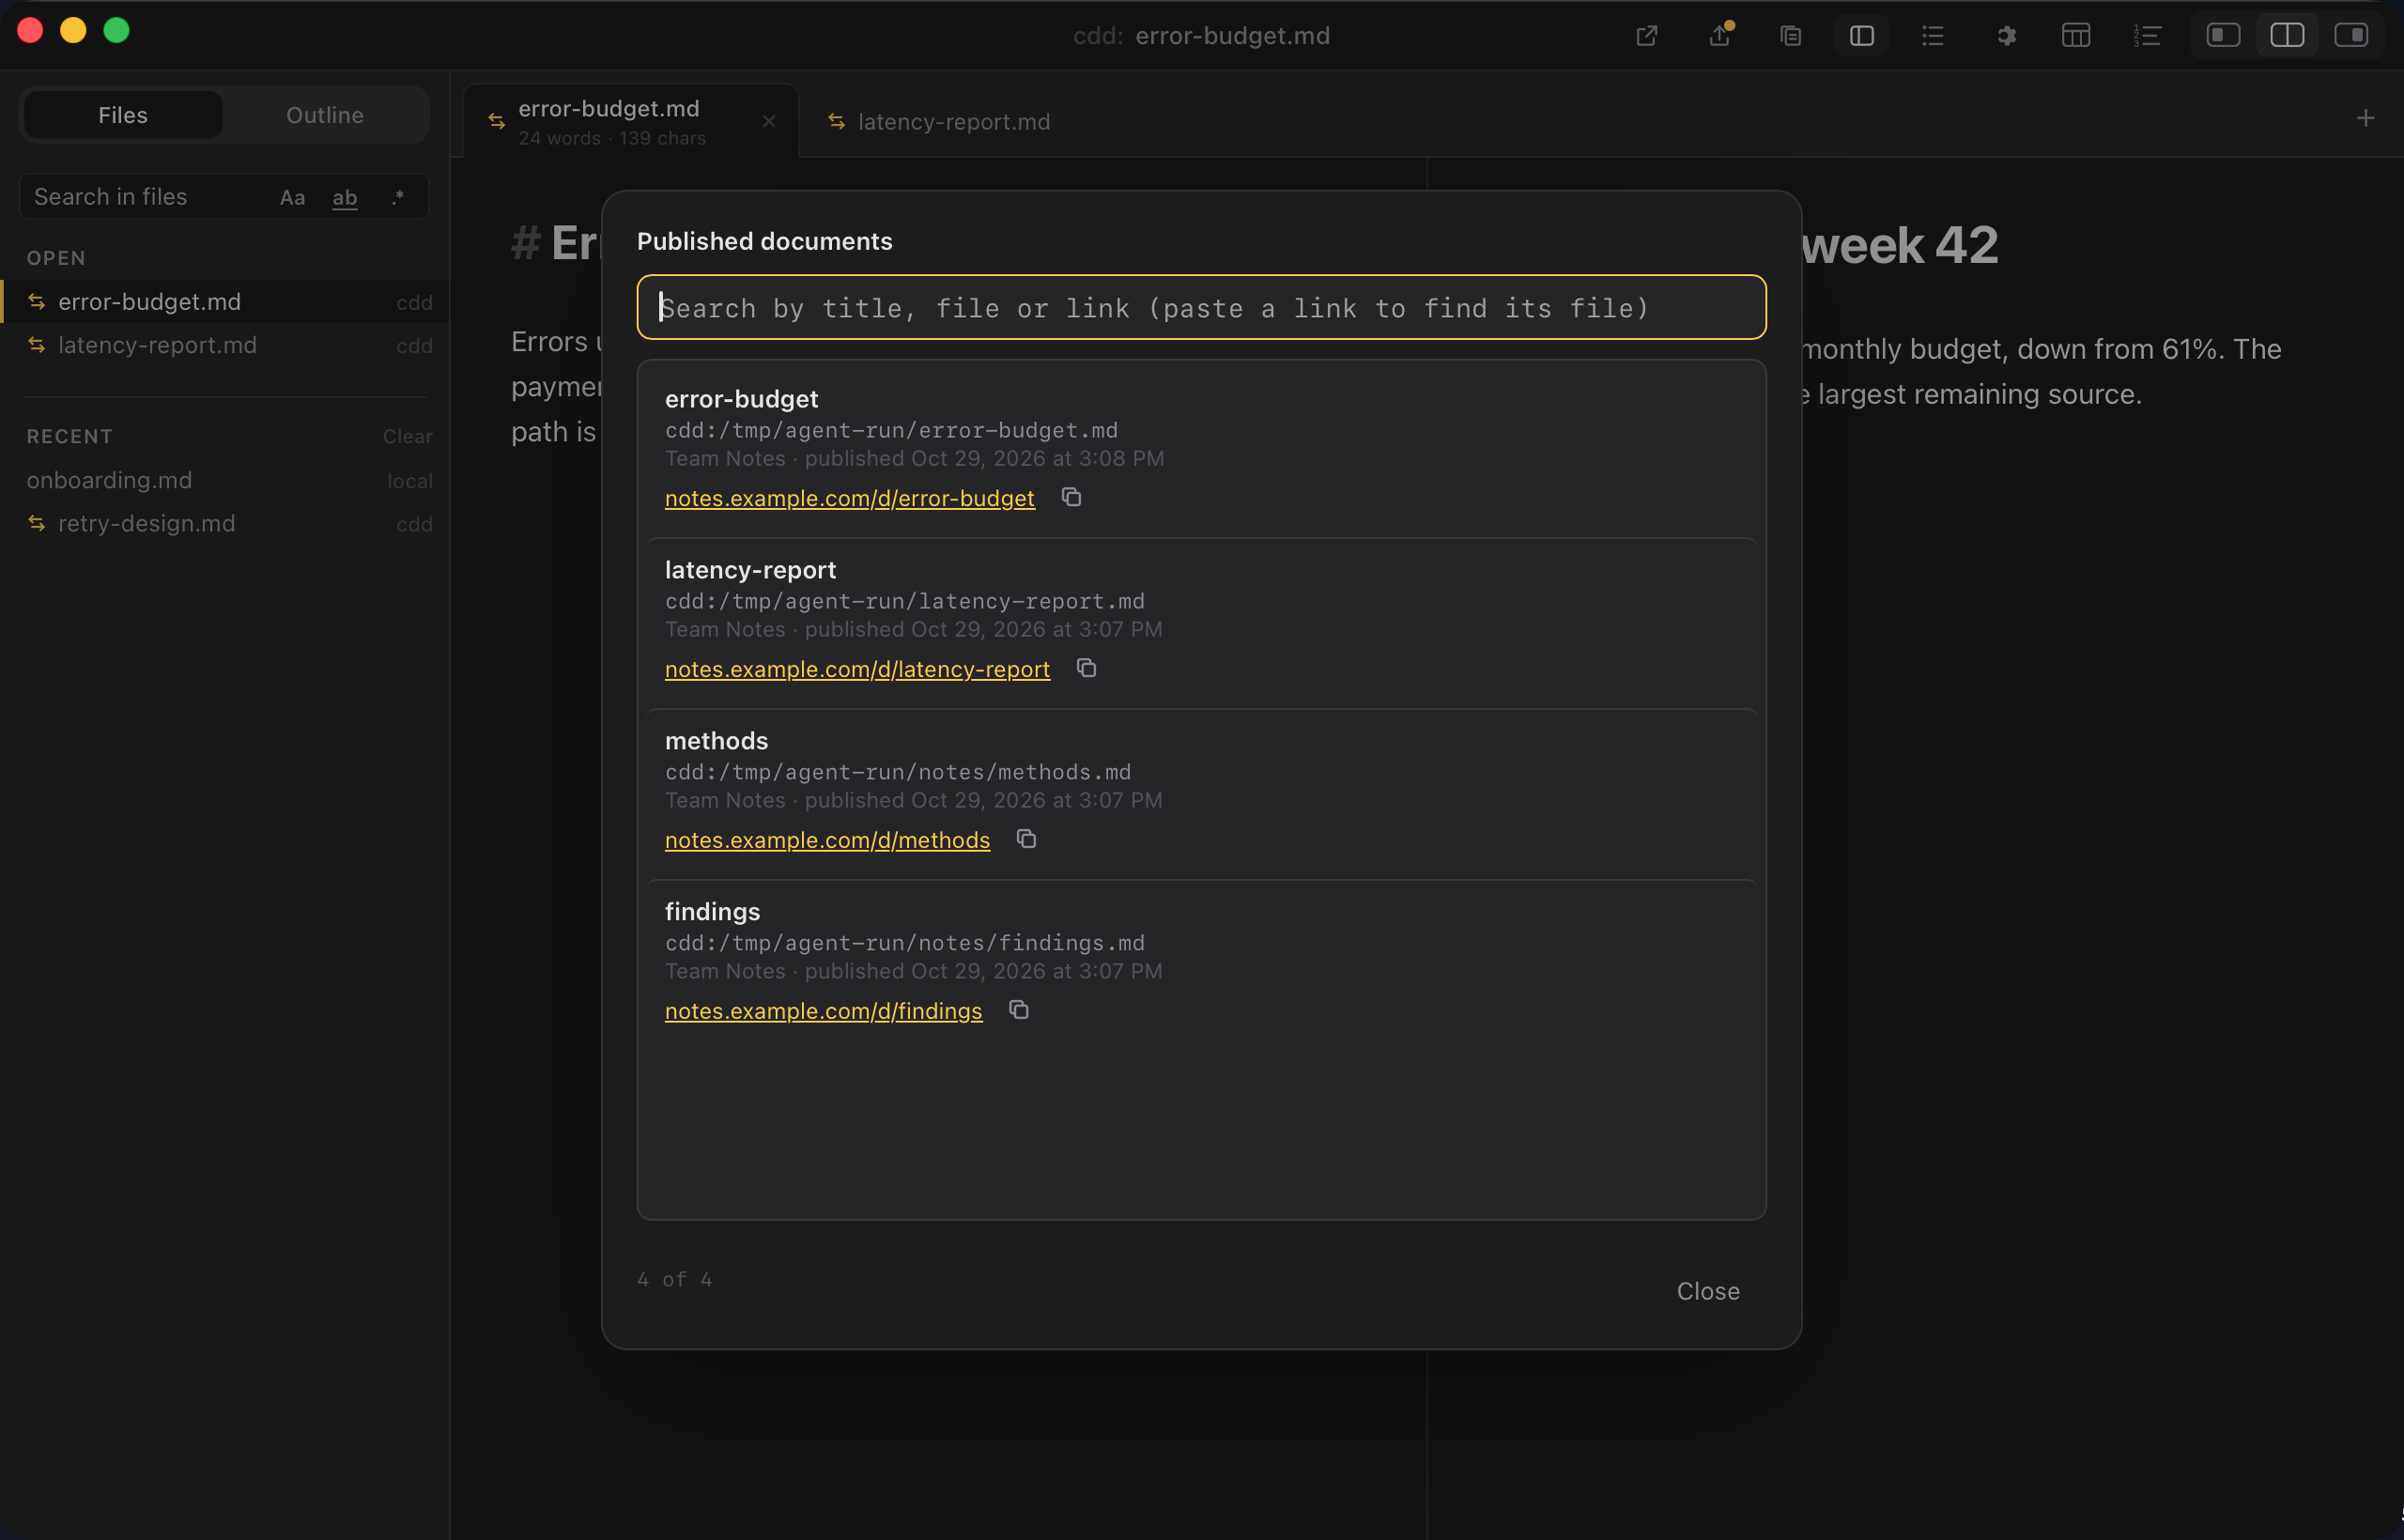 cdd: error-budget.md
Files
Outline
error-budget.md
24 words · 139 chars
latency-report.md
Search in files
Aa
ab
.*
OPEN
error-budget.md
cdd
latency-report.md
cdd
RECENT
Clear
onboarding.md
local
retry-design.md
cdd
# Er
week 42
Errors
monthly budget, down from 61%. The
largest remaining source.
path is
Published documents
Search by title, file or link (paste a link to find its file)
error-budget
cdd:/tmp/agent-run/error-budget.md
Team Notes · published Oct 29, 2026 at 3:08 PM
notes.example.com/d/error-budget
latency-report
cdd:/tmp/agent-run/latency-report.md
Team Notes · published Oct 29, 2026 at 3:07 PM
notes.example.com/d/latency-report
methods
cdd:/tmp/agent-run/notes/methods.md
Team Notes · published Oct 29, 2026 at 3:07 PM
notes.example.com/d/methods
findings
cdd:/tmp/agent-run/notes/findings.md
Team Notes · published Oct 29, 2026 at 3:07 PM
notes.example.com/d/findings
4 of 4
Close